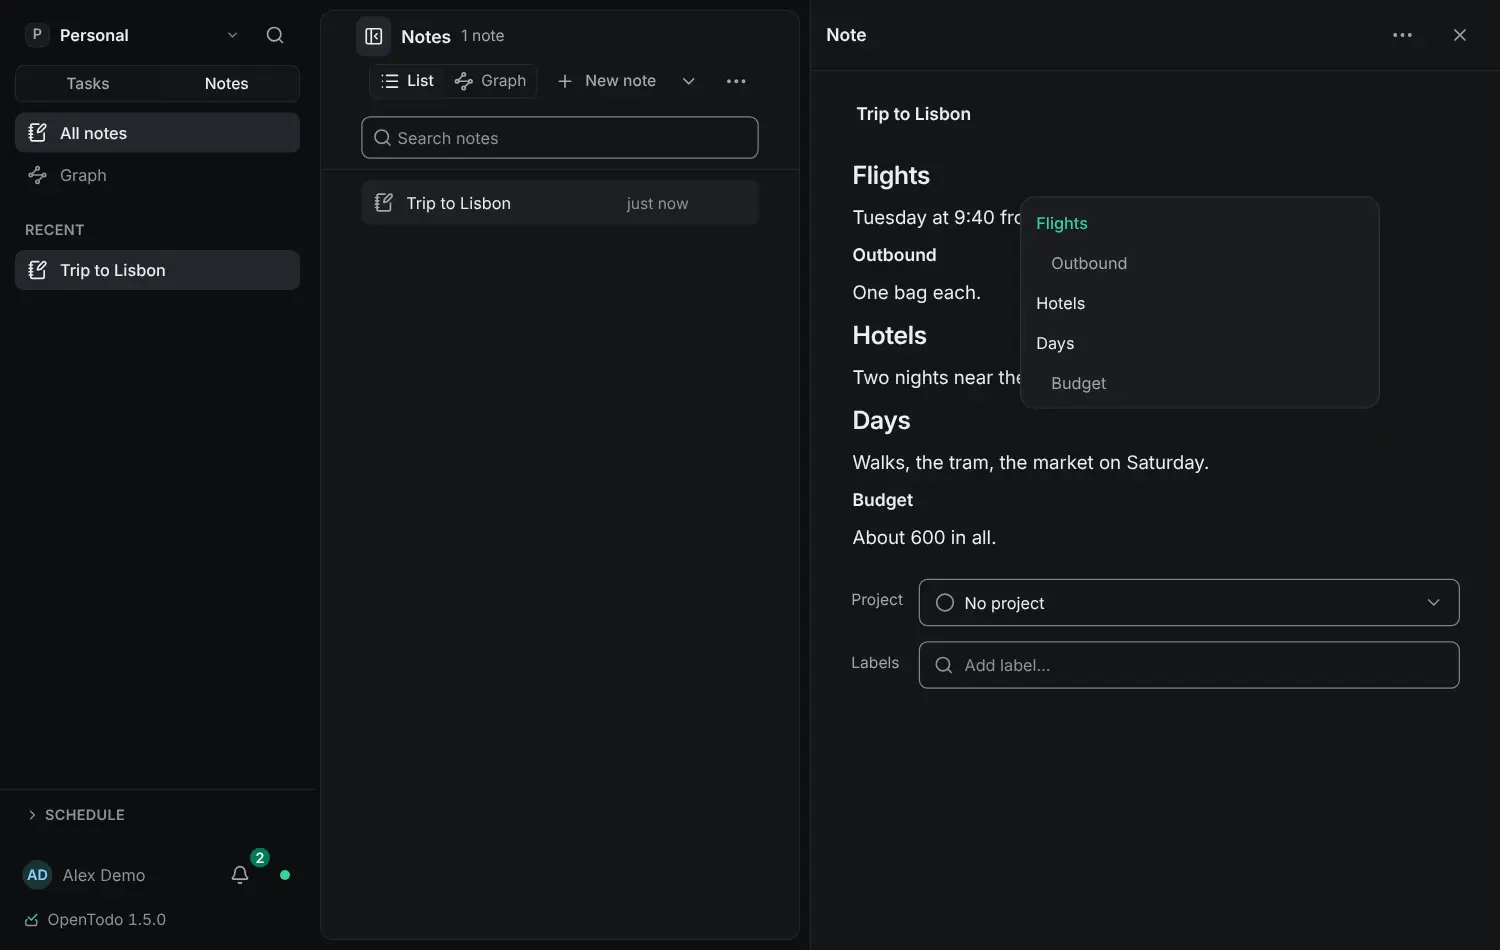 P Personal
Tasks Notes
All notes
Graph
RECENT
Trip to Lisbon
SCHEDULE
AD Alex Demo 2
OpenTodo 1.5.0
Notes 1 note
List Graph New note
Search notes
Trip to Lisbon just now
Note
Trip to Lisbon
Flights
Tuesday at 9:40
Outbound
One bag each.
Hotels
Two nights near
Days
Walks, the tram, the market on Saturday.
Budget
About 600 in all.
Flights
Outbound
Hotels
Days
Budget
Project No project
Labels Add label...